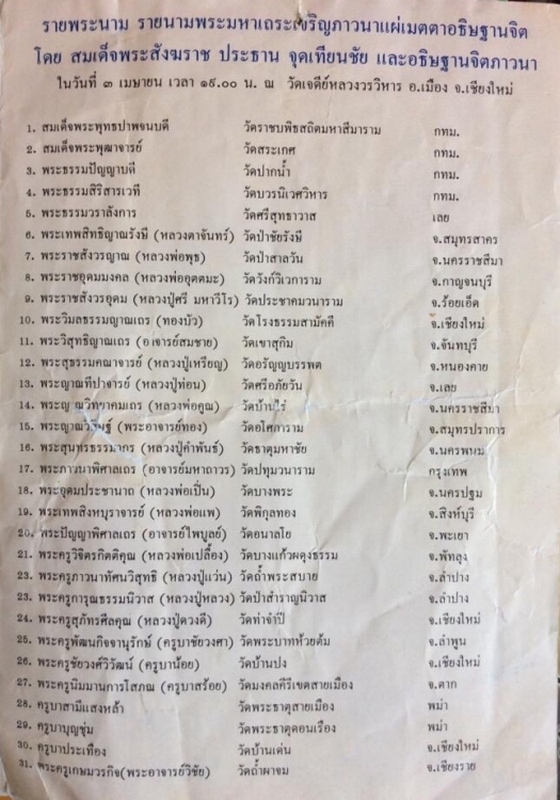 รายพระนาม รายนามพระมหาเถระเจริญภาวนาแผ่เมตตาอธิษฐานจิต
โดย สมเด็จพระสังฆราช ประธาน จุดเทียนชัย และอธิษฐานจิตภาวนา
ในวันที่ ๓ เมษายน เวลา ๑๙.๐๐ น. ณ วัดเจดีย์หลวงวรวิหาร อ.เมือง จ.เชียงใหม่
1. สมเด็จพระพุทธปาพจนบดี วัดราชบพิธสถิตมหาสีมาราม กทม.
2. สมเด็จพระพุฒาจารย์ วัดสระเกศ กทม.
3. พระธรรมปัญญาบดี วัดปากน้ำ กทม.
4. พระธรรมสิริสารเวที วัดบวรนิเวศวิหาร กทม.
5. พระธรรมวราลังการ วัดศรีสุทธาวาส เลย
6. พระเทพสิทธิญาณรังษี (หลวงตาจันทร์) วัดป่าชัยรังษี จ.สมุทรสาคร
7. พระราชสังวรญาณ (หลวงพ่อพุธ) วัดป่าสาลวัน จ.นครราชสีมา
8. พระราชอุดมมงคล (หลวงพ่ออุตตมะ) วัดวังก์วิเวการาม จ.กาญจนบุรี
9. พระราชสังวรอุดม (หลวงปู่ศรี มหาวีโร) วัดประชาคมวนาราม จ.ร้อยเอ็ด
10. พระวิมลธรรมญาณเถร (ทองบัว) วัดโรงธรรมสามัคคี จ.เชียงใหม่
11. พระวิสุทธิญาณเถร (อาจารย์สมชาย) วัดเขาสุกิม จ.จันทบุรี
12. พระสุธรรมคณาจารย์ (หลวงปู่เหรียญ) วัดอรัญญบรรพต จ.หนองคาย
13. พระญาณทีปาจารย์ (หลวงปู่ท่อน) วัดศรีอภัยวัน จ.เลย
14. พระญาณวิทยาคมเถร (หลวงพ่อคูณ) วัดบ้านไร่ จ.นครราชสีมา
15. พระญาณวิศิษฐ์ (พระอาจารย์ทอง) วัดอโศการาม จ.สมุทรปราการ
16. พระสุนทรธรรมากร (หลวงปู่คำพันธ์) วัดธาตุมหาชัย จ.นครพนม
17. พระภาวนาพิศาลเถร (อาจารย์มหาถาวร) วัดปทุมวนาราม กรุงเทพ
18. พระอุดมประชานาถ (หลวงพ่อเปิ่น) วัดบางพระ จ.นครปฐม
19. พระเทพสิงหบุราจารย์ (หลวงพ่อแพ) วัดพิกุลทอง จ.สิงห์บุรี
20. พระปัญญาพิศาลเถร (อาจารย์ไพบูลย์) วัดอนาลโย จ.พะเยา
21. พระครูวิจิตรกิตติคุณ (หลวงพ่อเปลื้อง) วัดบางแก้วผดุงธรรม จ.พัทลุง
23. พระครูภาวนาทัศนวิสุทธิ (หลวงปู่แว่น) วัดถ้ำพระสบาย จ.ลำปาง
23. พระครูการุณธรรมนิวาส (หลวงปู่หลวง) วัดป่าสำราญนิวาส จ.ลำปาง
24. พระครูสุภัทรศีลคุณ (หลวงปู่ดวงดี) วัดท่าจำปี จ.เชียงใหม่
25. พระครูพัฒนกิจจานุรักษ์ (ครูบาชัยวงศา) วัดพระบาทห้วยต้ม จ.ลำพูน
26. พระครูชัยวงศ์วิวัฒน์ (ครูบาน้อย) วัดบ้านปง จ.เชียงใหม่
27. พระครูนิมมานการโสภณ (ครูบาสร้อย) วัดมงคลคีรีเขตสายเมือง จ.ตาก
28. ครูบาสามีแสงหล้า วัดพระธาตุสายเมือง พม่า
29. ครูบาบุญชุ่ม วัดพระธาตุดอนเรือง พม่า
30. ครูบาประเทือง วัดบ้านเด่น จ.เชียงใหม่
31. พระครูเกษมวรกิจ(พระอาจารย์วิชัย) วัดถ้ำผาจม จ.เชียงราย